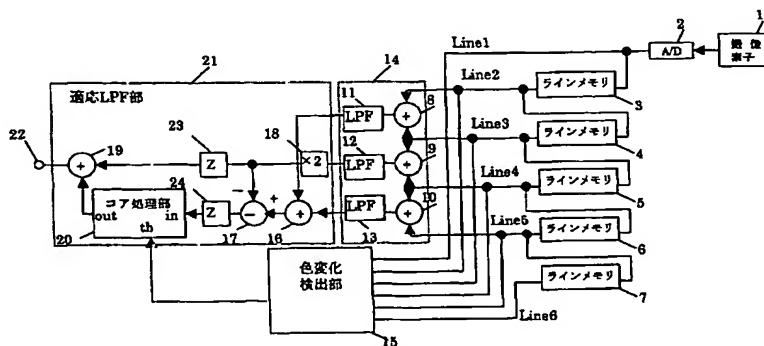 21
14
2
1
Line1
A/D
撮像
素子
適応LPF部
11
Line2
ラインメモリ
3
LPF
+
8
22
23
18
Line3
ラインメモリ
4
19
+
Z
×2
12
LPF
+
9
Line4
ラインメモリ
5
24
コア処理部
out
in
th
Z
−
+
−
+
LPF
+
10
20
17
16
13
Line5
ラインメモリ
6
色変化
検出部
ラインメモリ
7
Line6
15